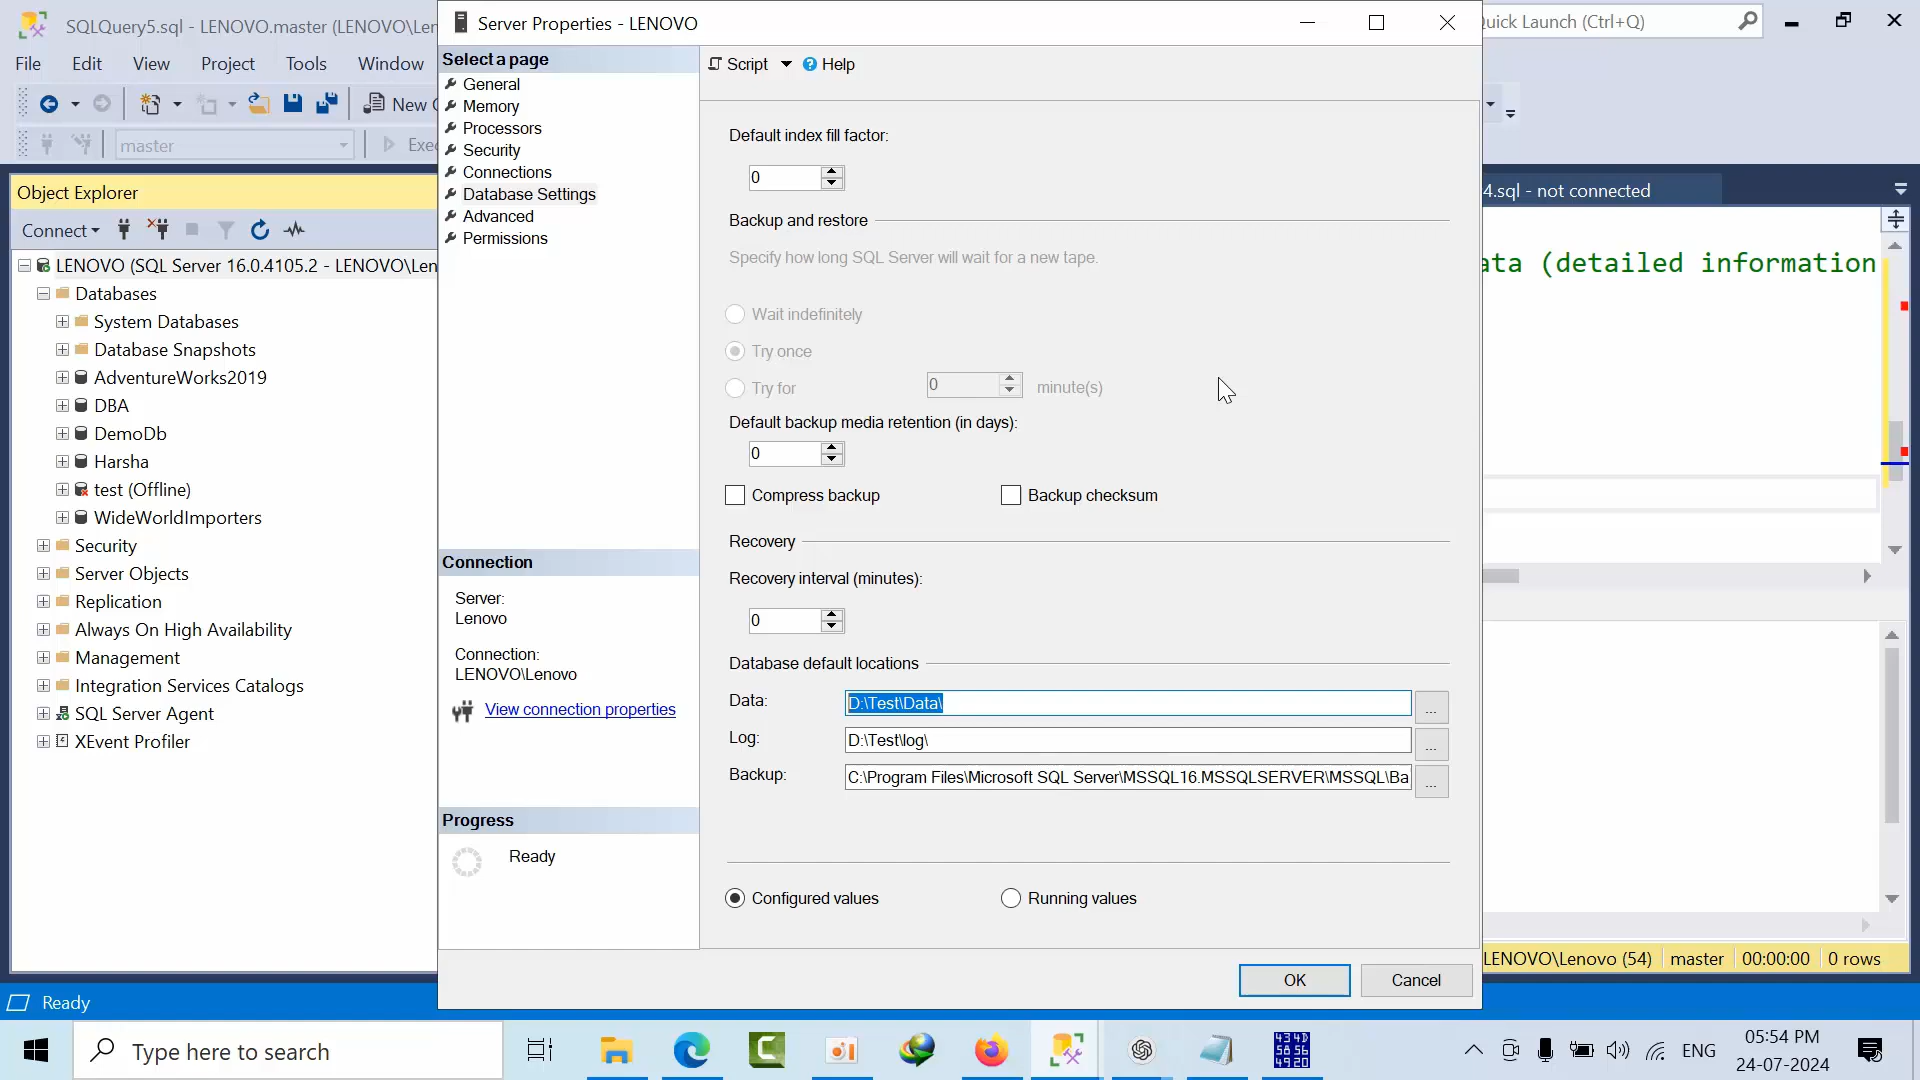 SQLQuery5.sql - LENOVO.master (LENOVO\Ler
Server Properties - LENOVO
Quick Launch (Ctrl+Q)
File Edit View Project Tools Window
New
master
Object Explorer
Connect
LENOVO (SQL Server 16.0.4105.2 - LENOVO\Len
Databases
System Databases
Database Snapshots
AdventureWorks2019
DBA
DemoDb
Harsha
test (Offline)
WideWorldImporters
Security
Server Objects
Replication
Always On High Availability
Management
Integration Services Catalogs
SQL Server Agent
XEvent Profiler
Select a page
General
Memory
Processors
Security
Connections
Database Settings
Advanced
Permissions
Connection
Server:
Lenovo
Connection:
LENOVO\Lenovo
View connection properties
Progress
Ready
Script Help
Default index fill factor:
0
Backup and restore
Specify how long SQL Server will wait for a new tape.
Wait indefinitely
Try once
Try for 0 minute(s)
Default backup media retention (in days):
0
Compress backup Backup checksum
Recovery
Recovery interval (minutes):
0
Database default locations
Data: D:\Test\Data\ ...
Log: D:\Test\log\ ...
Backup: C:\Program Files\Microsoft SQL Server\MSSQL16.MSSQLSERVER\MSSQL\Ba ...
Configured values Running values
OK Cancel
4.sql - not connected
ata (detailed information
LENOVO\Lenovo (54) master 00:00:00 0 rows
Ready
Type here to search
434D
5856
4920
ENG
05:54 PM
24-07-2024